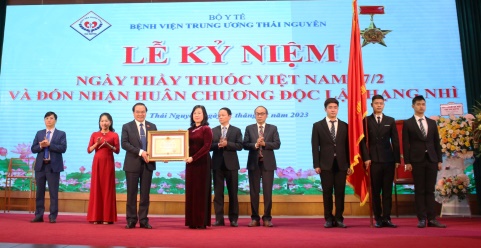 BỘ Y TẾ
BỆNH VIỆN TRUNG ƯƠNG THÁI NGUYÊN
LỄ KỶ NIỆM
NGÀY THẦY THUỐC VIỆT NAM 27/2
VÀ ĐÓN NHẬN HUÂN CHƯƠNG ĐỘC LẬP HẠNG NHÌ
Thái Nguyên, năm 2023